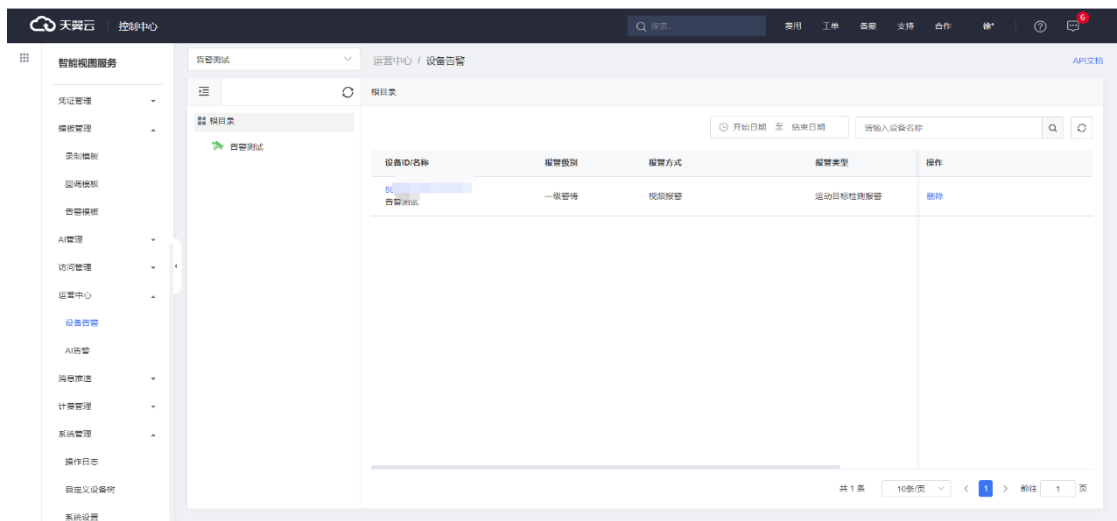 天翼云 控制中心 搜索... 费用 工单 备案 支持 合作 徐* 6
智能视图服务
凭证管理
模板管理
录制模板
回调模板
告警模板
AI管理
访问管理
运营中心
设备告警
AI告警
消息推送
计费管理
系统管理
操作日志
自定义设备树
系统设置
告警测试
根目录
告警测试
运营中心 / 设备告警 API文档
根目录
开始日期 至 结束日期 请输入设备名称
设备ID/名称 报警级别 报警方式 报警类型 操作
告警测试 一级警情 视频报警 运动目标检测报警 删除
共 1 条 10条/页 < 1 > 前往 1 页